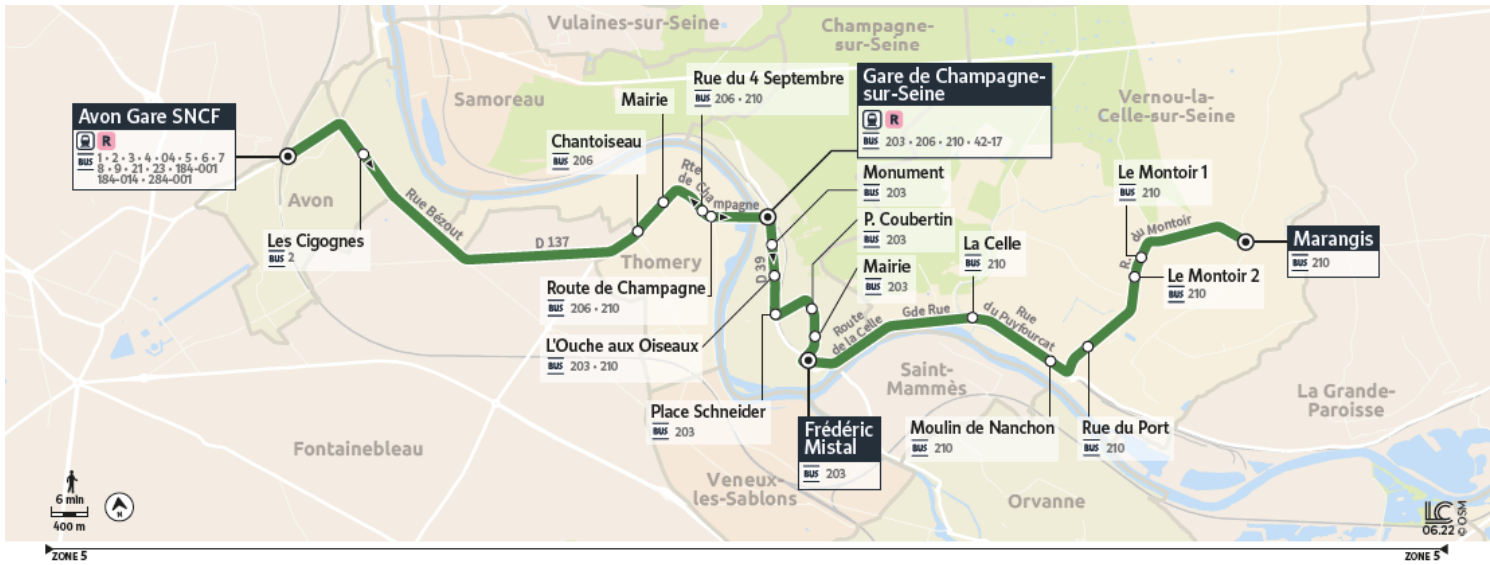 Vulaines-sur-Seine
Champagne-
sur-Seine
Samoreau
Vernou-la-
Celle-sur-Seine
Avon
Thomery
Fontainebleau
Saint-
Mammès
Veneux-
les-Sablons
Orvanne
La Grande-
Paroisse
Avon Gare SNCF
R
BUS 1 • 2 • 3 • 4 • 04 • 5 • 6 • 7
8 • 9 • 21 • 23 • 184-001
184-014 • 284-001
Les Cigognes
BUS 2
Rue Bézout
D 137
Chantoiseau
BUS 206
Mairie
Rue du 4 Septembre
BUS 206 • 210
Rte
de Champagne
Route de Champagne
BUS 206 • 210
Gare de Champagne-
sur-Seine
R
BUS 203 • 206 • 210 • 42-17
Monument
BUS 203
D 39
L'Ouche aux Oiseaux
BUS 203 • 210
Place Schneider
BUS 203
P. Coubertin
BUS 203
Mairie
BUS 203
Frédéric
Mistal
BUS 203
Route
de la Celle
Gde Rue
La Celle
BUS 210
Rue
du Puyfourcat
Moulin de Nanchon
BUS 210
Rue du Port
BUS 210
Le Montoir 2
BUS 210
Le Montoir 1
BUS 210
R. du Montoir
Marangis
BUS 210
6 min
400 m
N
LC
06.22
© OSM
ZONE 5
ZONE 5